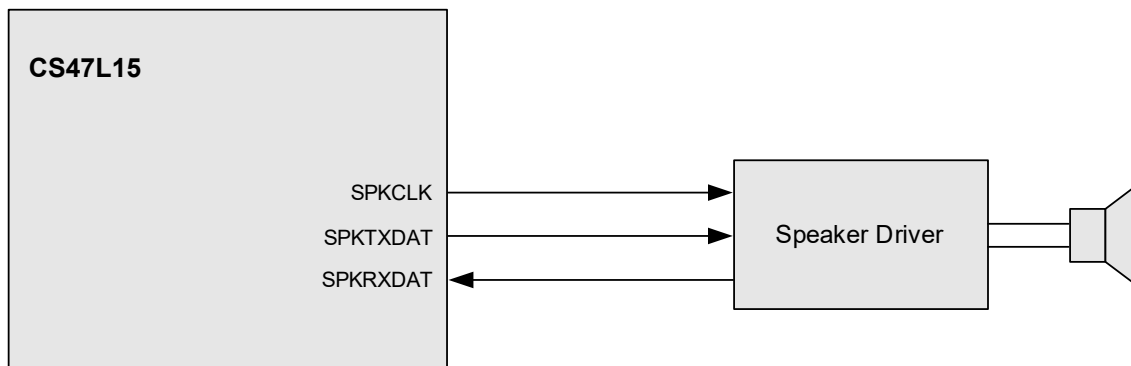 CS47L15
SPKCLK
SPKTXDAT
Speaker Driver
SPKRXDAT